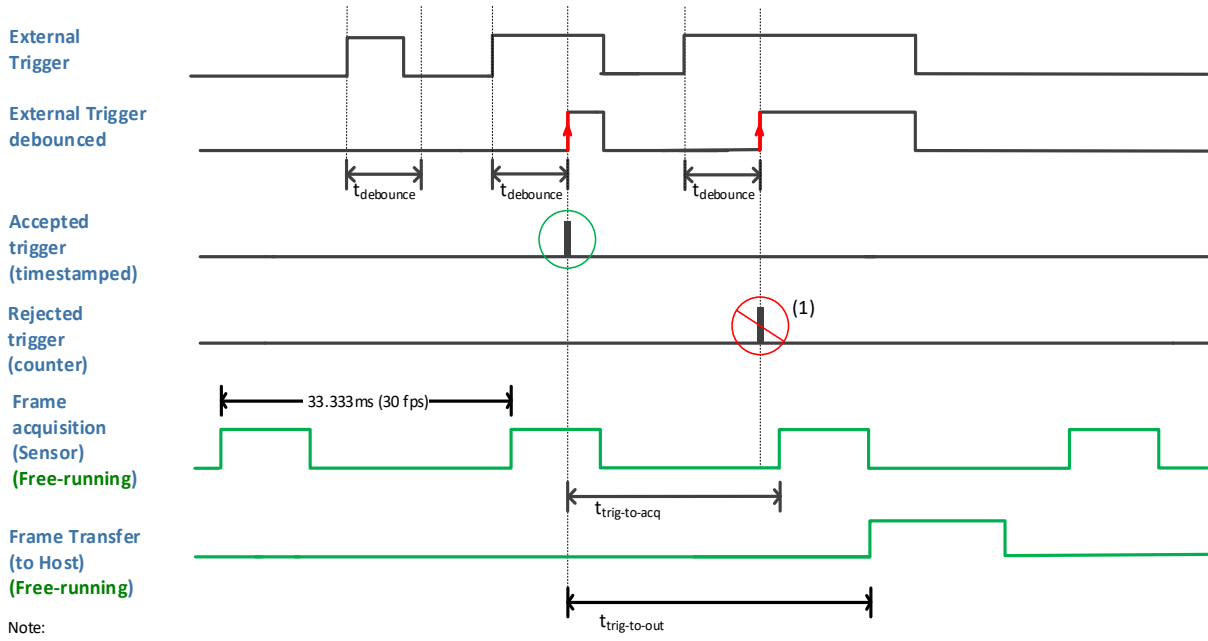 External
Trigger
External Trigger
debounced
tdebounce
tdebounce
tdebounce
Accepted
trigger
(timestamped)
Rejected
trigger
(counter)
(1)
Frame
acquisition
(Sensor)
(Free-running)
33.333ms (30 fps)
ttrig-to-acq
Frame Transfer
(to Host)
(Free-running)
ttrig-to-out
Note: